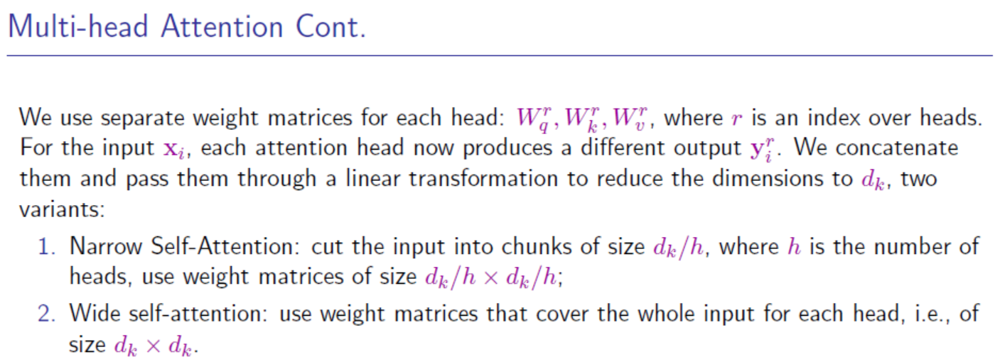 Multi-head Attention Cont.
We use separate weight matrices for each head: $W_q^r, W_k^r, W_v^r$, where $r$ is an index over heads.
For the input $\mathbf{x}_i$, each attention head now produces a different output $\mathbf{y}_i^r$. We concatenate
them and pass them through a linear transformation to reduce the dimensions to $d_k$, two
variants:
1. Narrow Self-Attention: cut the input into chunks of size $d_k/h$, where $h$ is the number of
heads, use weight matrices of size $d_k/h \times d_k/h$;
2. Wide self-attention: use weight matrices that cover the whole input for each head, i.e., of
size $d_k \times d_k$.